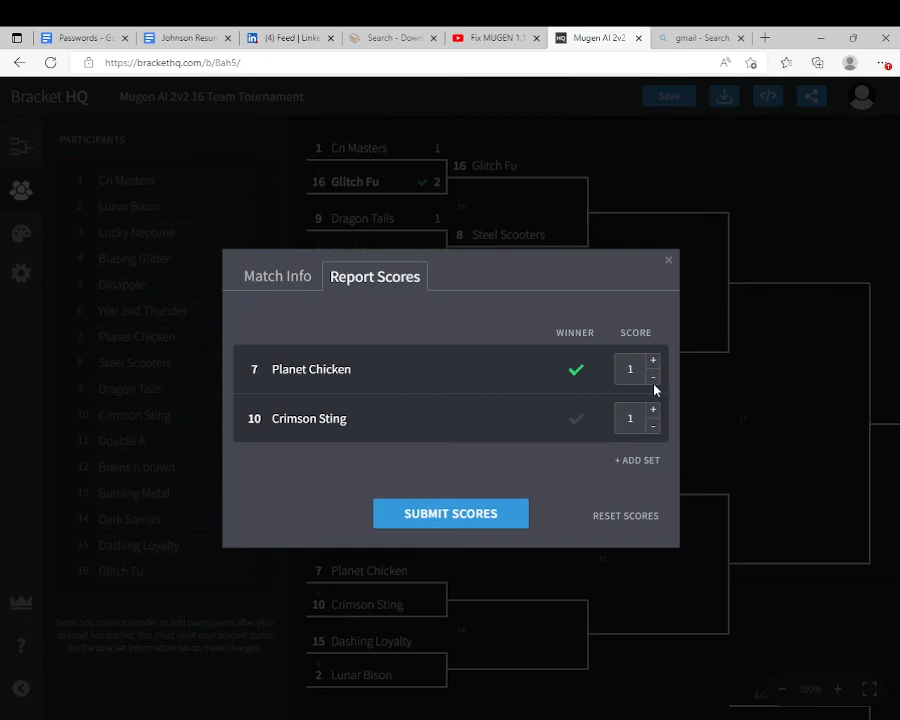 Passwords - Go
Johnson Resum
(4) Feed | Linke
Search - Down
Fix MUGEN 1.1
HQ Mugen AI 2v2
gmail - Search
https://brackethq.com/b/8ah5/
Bracket HQ Mugen AI 2v2 16 Team Tournament Save
PARTICIPANTS
1 Cri Masters
2 Lunar Bison
3 Lucky Neptune
4 Blazing Glitter
5 Dinapple
6 War and Thunder
7 Planet Chicken
8 Steel Scooters
9 Dragon Tails
10 Crimson Sting
11 Double A
12 Brains n brawn
13 Burning Metal
14 Dark Samus
15 Dashing Loyalty
16 Glitch Fu
Note: You can not reorder or add participants after your
bracket has started. You must reset your bracket status
on the Bracket Information tab to make changes.
1 Cri Masters 1
16 Glitch Fu 2
9 Dragon Tails 1
16 Glitch Fu
8 Steel Scooters
Match Info Report Scores ×
WINNER SCORE
7 Planet Chicken 1 + -
10 Crimson Sting 1 + -
+ ADD SET
SUBMIT SCORES RESET SCORES
7 Planet Chicken
10 Crimson Sting
15 Dashing Loyalty
2 Lunar Bison
100%